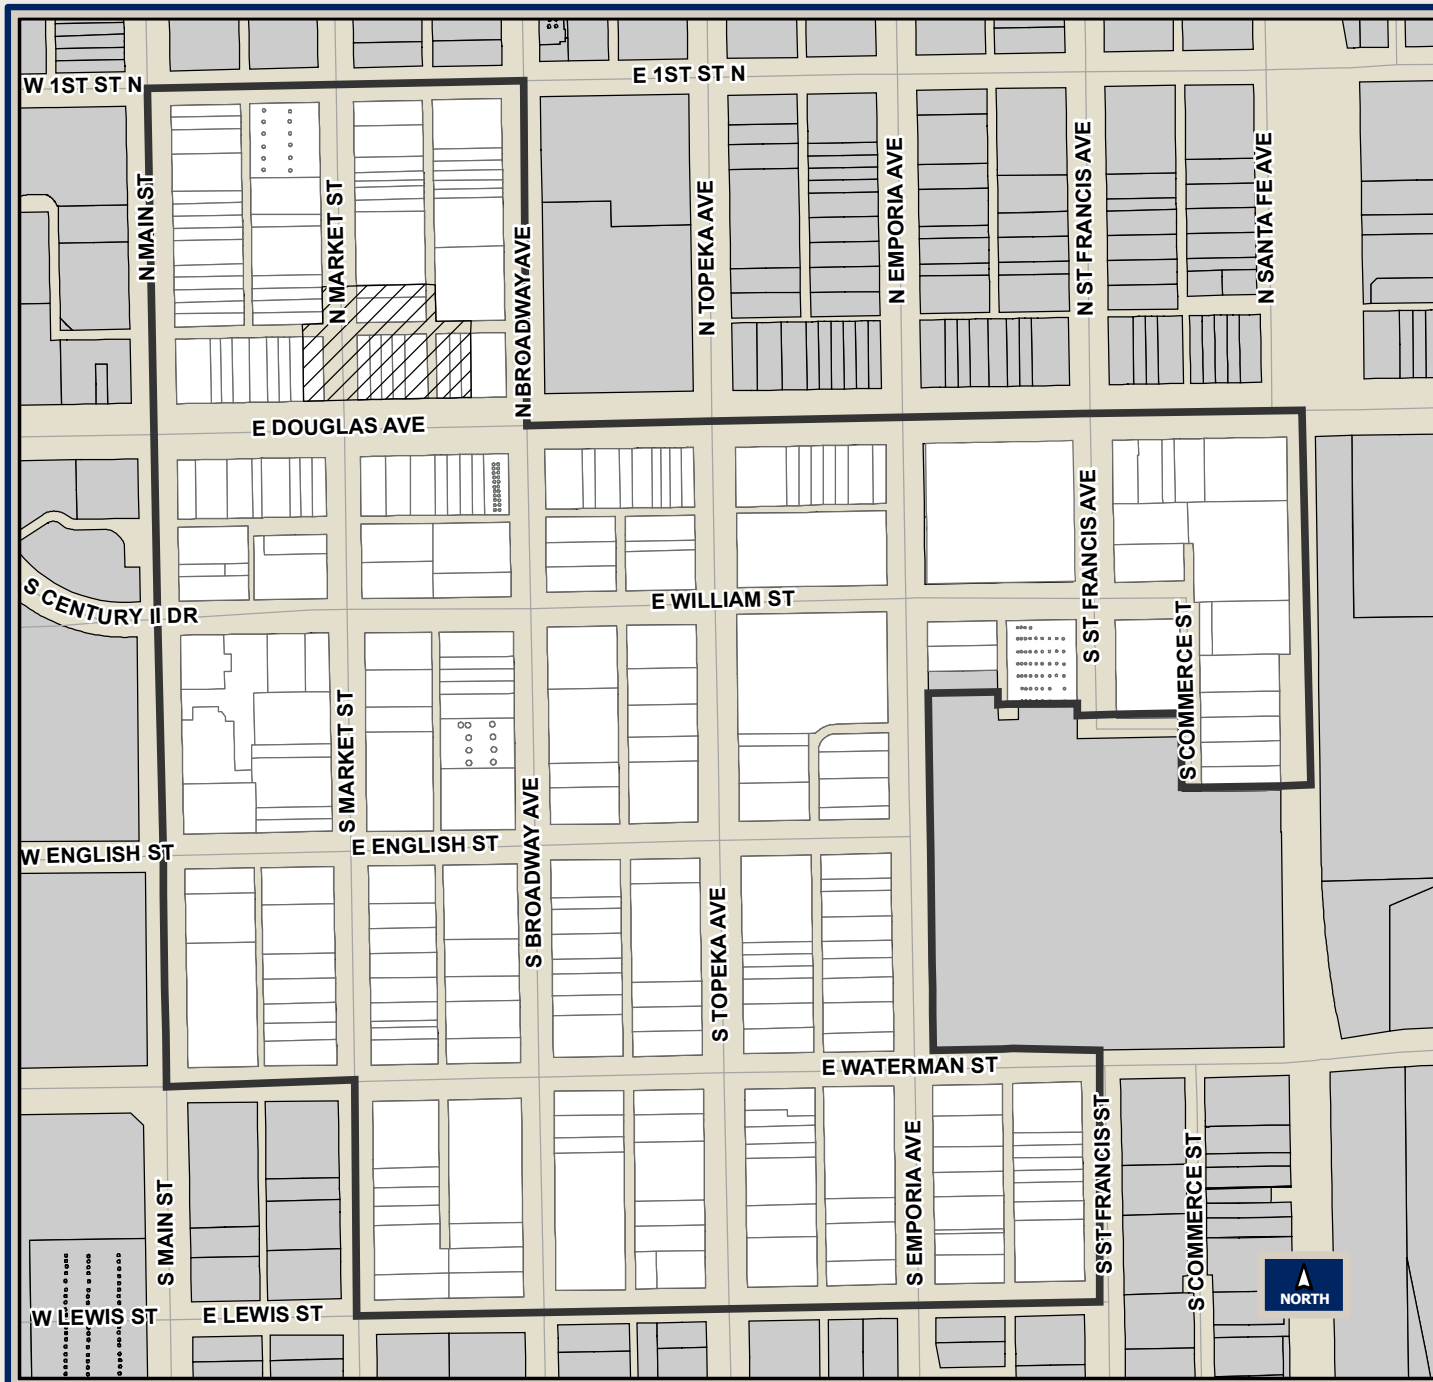 W 1ST ST N
E 1ST ST N
N MAIN ST
N MARKET ST
N BROADWAY AVE
N TOPEKA AVE
N EMPORIA AVE
N ST FRANCIS AVE
N SANTA FE AVE
E DOUGLAS AVE
S CENTURY II DR
E WILLIAM ST
S ST FRANCIS AVE
S COMMERCE ST
S MARKET ST
S BROADWAY AVE
W ENGLISH ST
E ENGLISH ST
S TOPEKA AVE
E WATERMAN ST
S MAIN ST
S EMPORIA AVE
S ST FRANCIS ST
S COMMERCE ST
W LEWIS ST
E LEWIS ST
NORTH